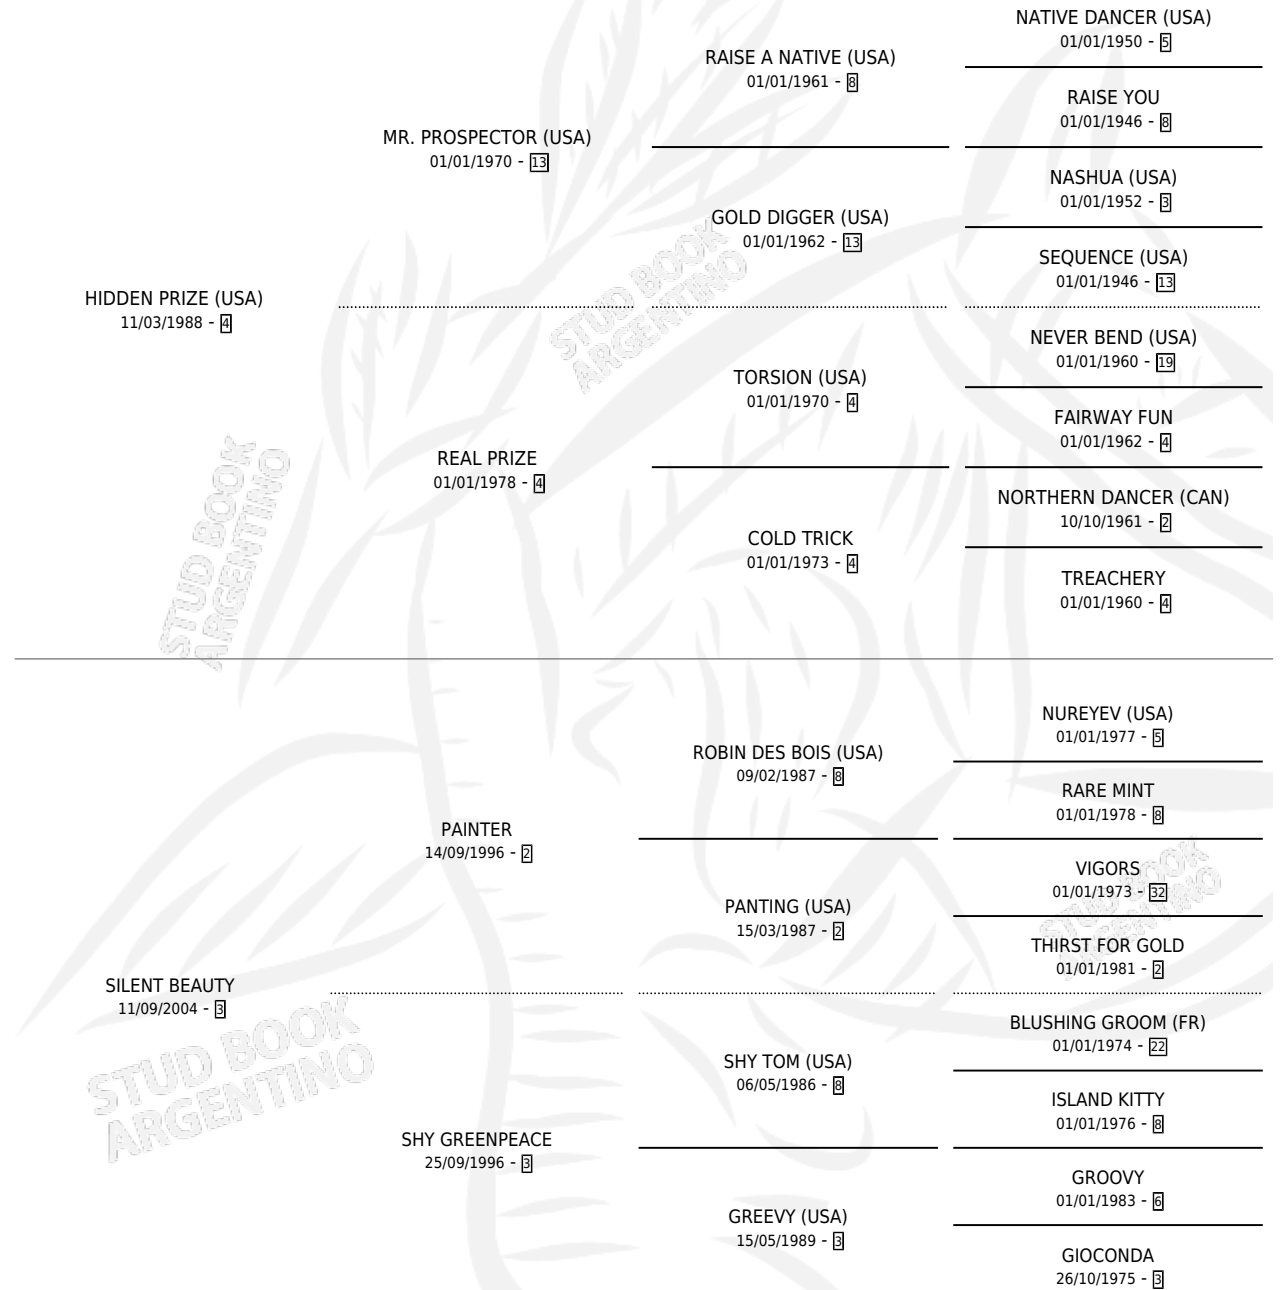 NATIVE DANCER (USA)
01/01/1950 - 5
RAISE A NATIVE (USA)
01/01/1961 - 8
RAISE YOU
01/01/1946 - 8
MR. PROSPECTOR (USA)
01/01/1970 - 13
NASHUA (USA)
01/01/1952 - 3
GOLD DIGGER (USA)
01/01/1962 - 13
SEQUENCE (USA)
01/01/1946 - 13
HIDDEN PRIZE (USA)
11/03/1988 - 4
NEVER BEND (USA)
01/01/1960 - 19
TORSION (USA)
01/01/1970 - 4
FAIRWAY FUN
01/01/1962 - 4
REAL PRIZE
01/01/1978 - 4
NORTHERN DANCER (CAN)
10/10/1961 - 2
COLD TRICK
01/01/1973 - 4
TREACHERY
01/01/1960 - 4
NUREYEV (USA)
01/01/1977 - 5
ROBIN DES BOIS (USA)
09/02/1987 - 8
RARE MINT
01/01/1978 - 8
PAINTER
14/09/1996 - 2
VIGORS
01/01/1973 - 32
PANTING (USA)
15/03/1987 - 2
THIRST FOR GOLD
01/01/1981 - 2
SILENT BEAUTY
11/09/2004 - 3
BLUSHING GROOM (FR)
01/01/1974 - 22
SHY TOM (USA)
06/05/1986 - 8
ISLAND KITTY
01/01/1976 - 8
SHY GREENPEACE
25/09/1996 - 3
GROOVY
01/01/1983 - 6
GREEVY (USA)
15/05/1989 - 3
GIOCONDA
26/10/1975 - 3
STUD BOOK
ARGENTINO
STUD BOOK
ARGENTINO
STUD BOOK
ARGENTINO
STUD BOOK
ARGENTINO